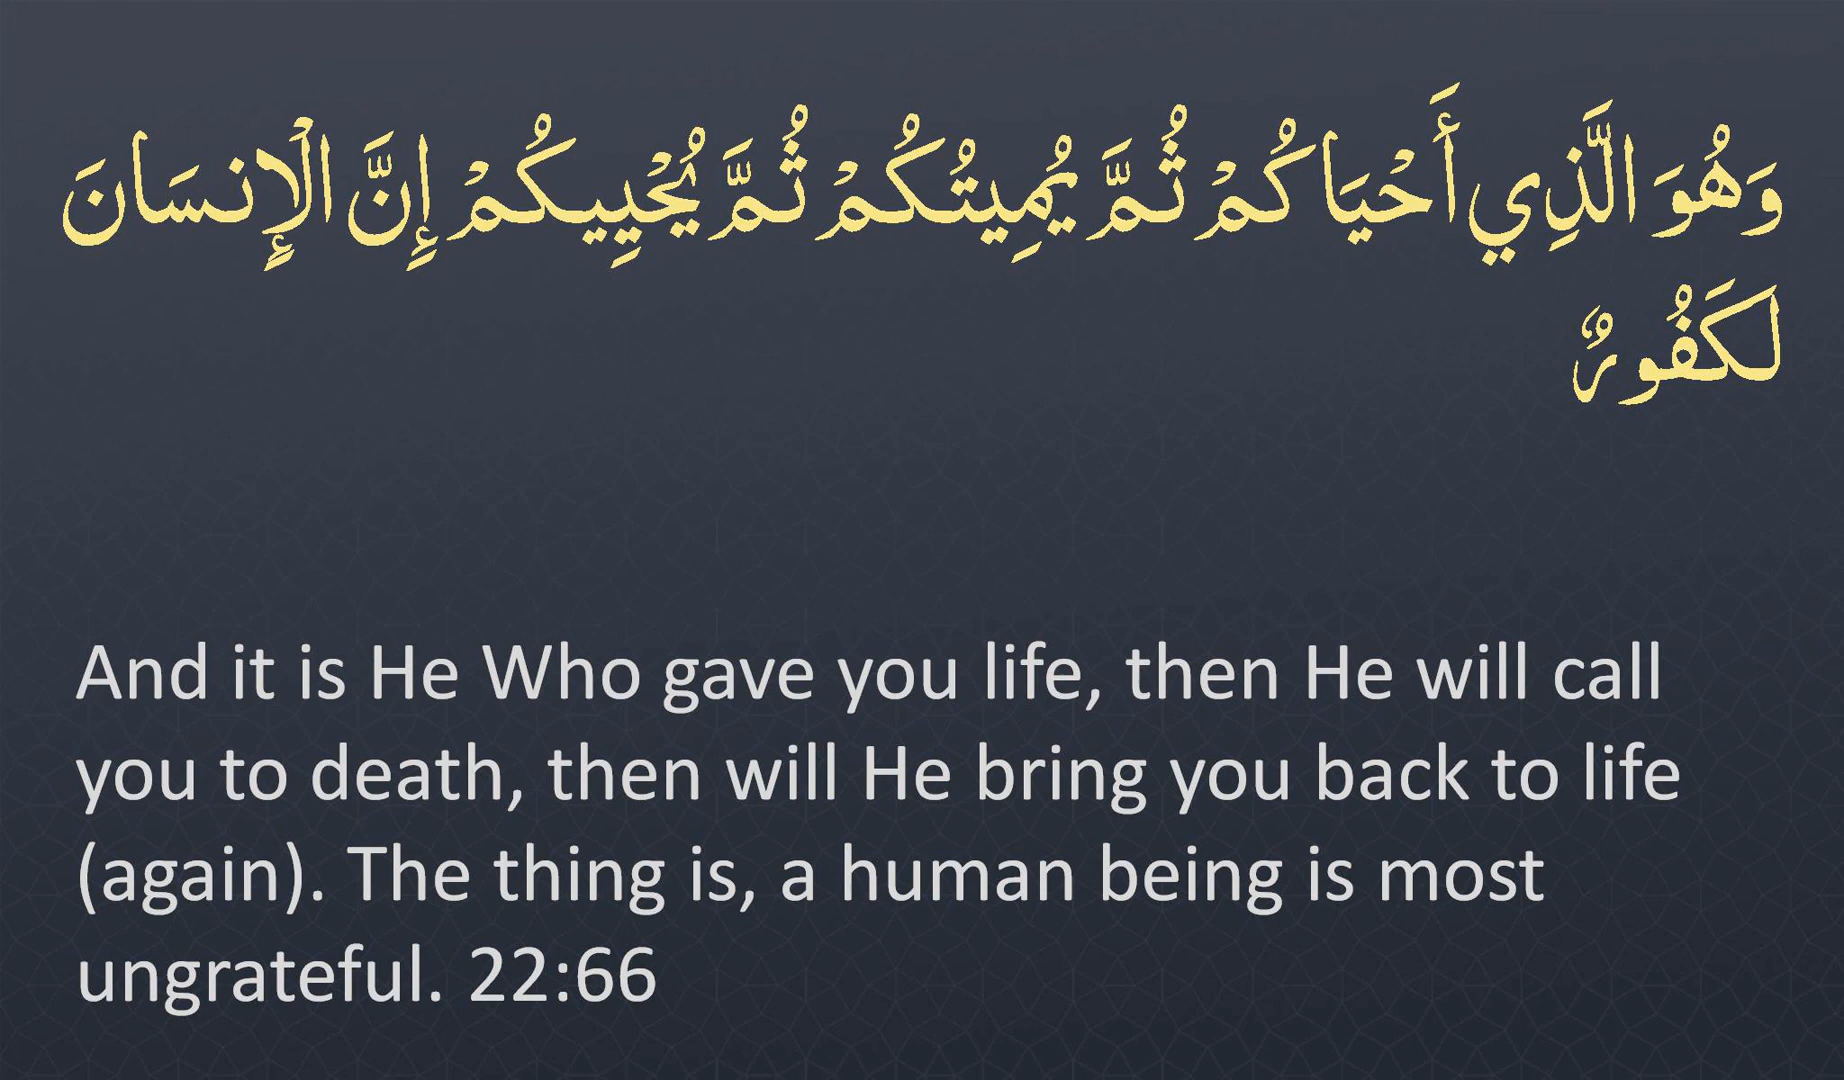 وَهُوَ الَّذِي أَحْيَاكُمْ ثُمَّ يُمِيتُكُمْ ثُمَّ يُحْيِيكُمْ إِنَّ الْإِنسَانَ
لَكَفُورٌ
And it is He Who gave you life, then He will call
you to death, then will He bring you back to life
(again). The thing is, a human being is most
ungrateful. 22:66